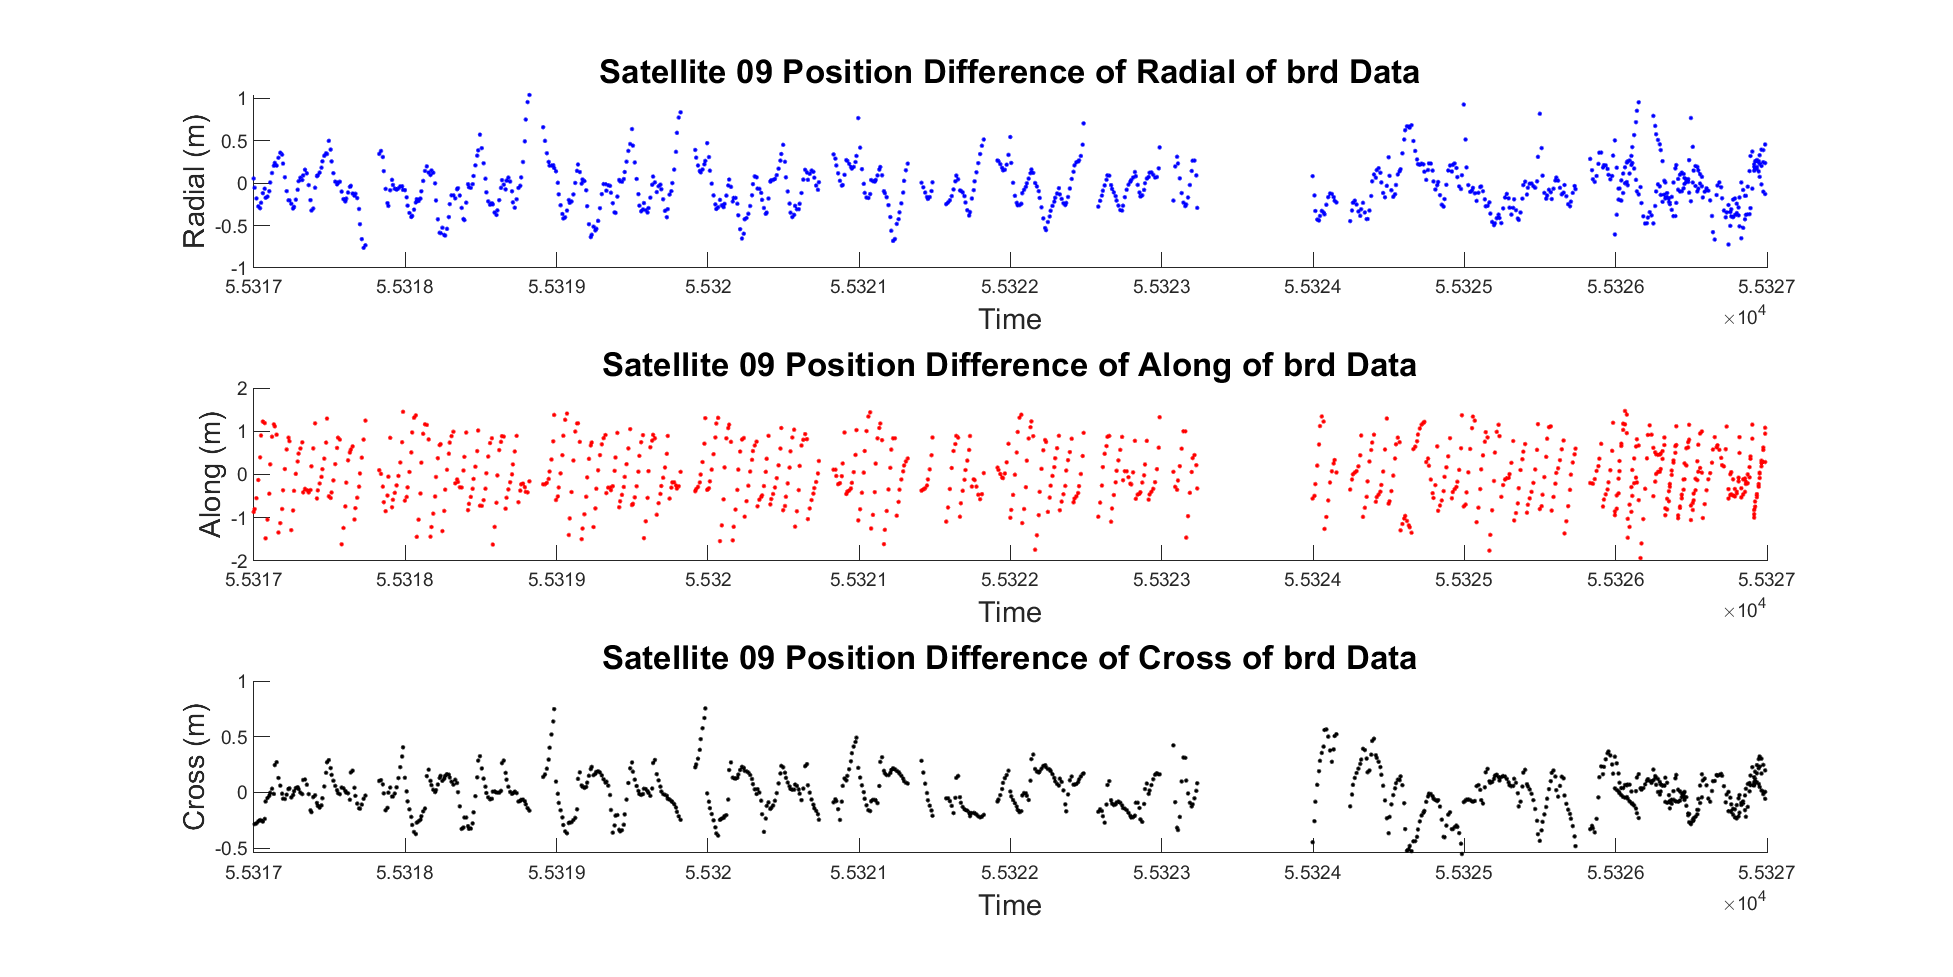 Satellite 09 Position Difference of Radial of brd Data
Radial (m)
1
0.5
0
-0.5
-1
5.5317 5.5318 5.5319 5.532 5.5321 5.5322 5.5323 5.5324 5.5325 5.5326 5.5327
Time
×10^4
Satellite 09 Position Difference of Along of brd Data
Along (m)
2
1
0
-1
-2
5.5317 5.5318 5.5319 5.532 5.5321 5.5322 5.5323 5.5324 5.5325 5.5326 5.5327
Time
×10^4
Satellite 09 Position Difference of Cross of brd Data
Cross (m)
1
0.5
0
-0.5
5.5317 5.5318 5.5319 5.532 5.5321 5.5322 5.5323 5.5324 5.5325 5.5326 5.5327
Time
×10^4